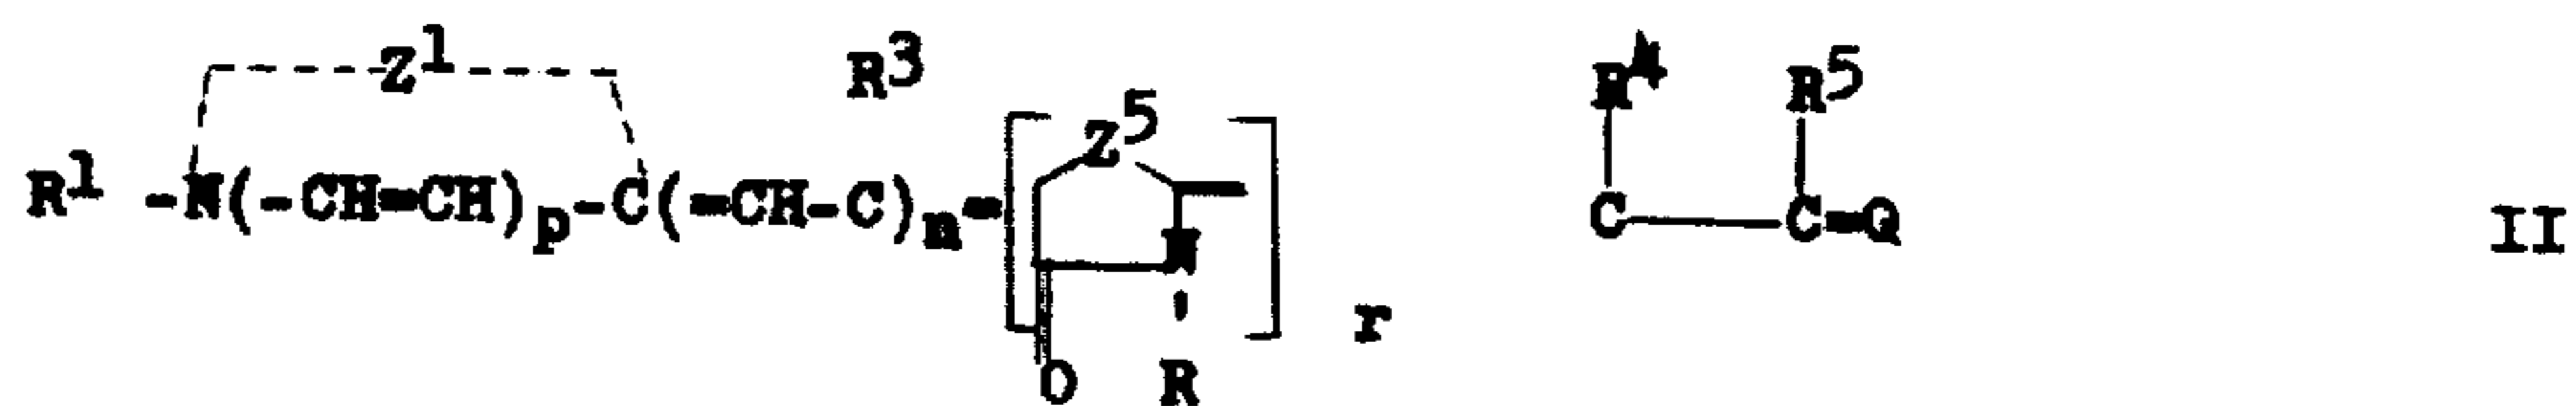 Z1 R3 Z5 R4 R5
R1 -N(-CH=CH)p-C(=CH-C)n= N r C C=Q II
O R